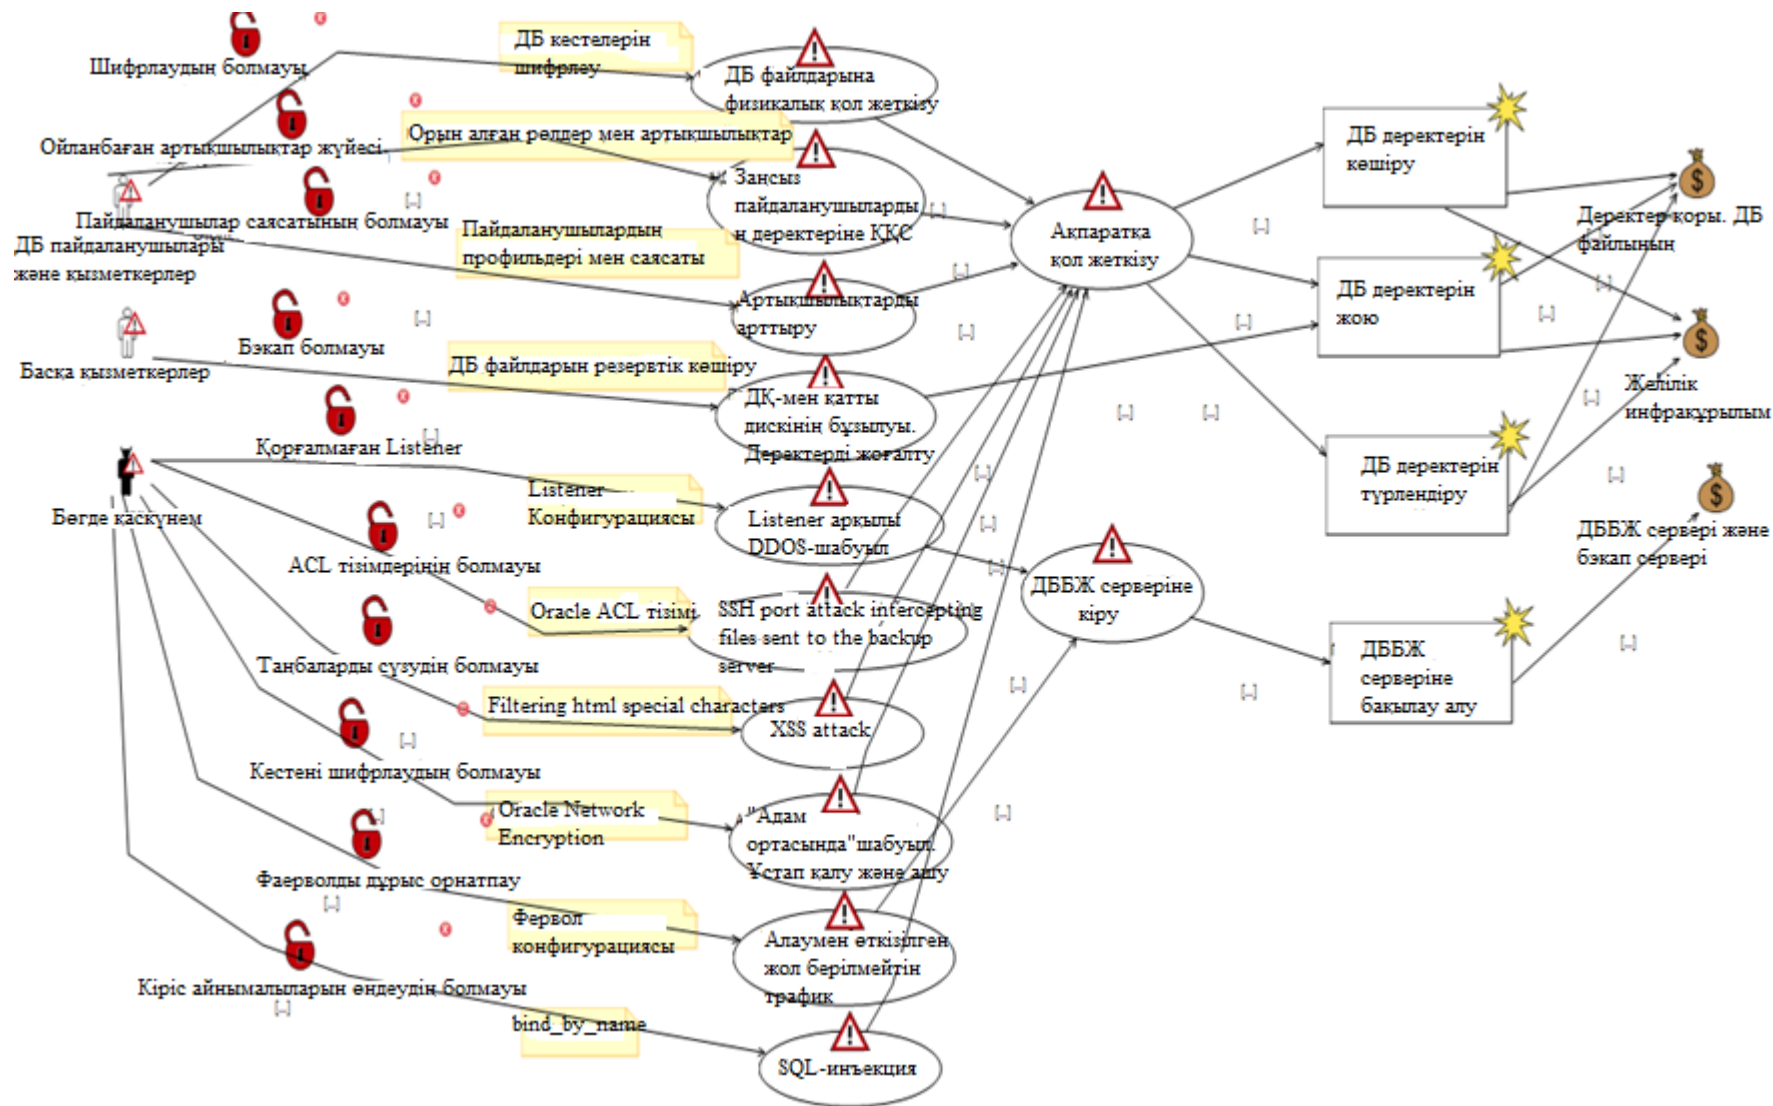 Шифрлаудың болмауы
ДБ кестелерін
шифрлеу
ДБ файлдарына
физикалық қол жеткізу
Ойланбаған артықшылықтар жүйесі.
Орын алған рөлдер мен артықшылықтар
Заңсыз
пайдаланушыларды
ң деректеріне ҚҚС
Пайдаланушылар саясатының болмауы
ДБ пайдаланушылары
және қызметкерлер
Пайдаланушылардың
профильдері мен саясаты
Артықшылықтарды
арттыру
Бэкап болмауы
Басқа қызметкерлер
ДБ файлдарын резервтік көшіру
ДҚ-мен қатты
дискінің бұзылуы.
Деректерді жоғалту
Қорғалмаған Listener
Бөгде қаскүнем
Listener
Конфигурациясы
Listener арқылы
DDOS-шабуыл
ACL тізімдерінің болмауы
Oracle ACL тізімі
SSH port attack intercepting
files sent to the backup
server
Таңбаларды сүзудің болмауы
Filtering html special characters
XSS attack
Кестені шифрлаудың болмауы
Oracle Network
Encryption
"Адам
ортасында"шабуыл.
Ұстап қалу және ашу
Фаерволды дұрыс орнатпау
Фервол
конфигурациясы
Алаумен өткізілген
жол берілмейтін
трафик
Кіріс айнымалыларын өңдеудің болмауы
bind_by_name
SQL-инъекция
Ақпаратқа
қол жеткізу
ДББЖ серверіне
кіру
ДБ деректерін
көшіру
ДБ деректерін
жою
ДБ деректерін
түрлендіру
ДББЖ
серверіне
бақылау алу
Деректер қоры. ДБ
файлының
Желілік
инфрақұрылым
ДББЖ сервері және
бэкап сервері